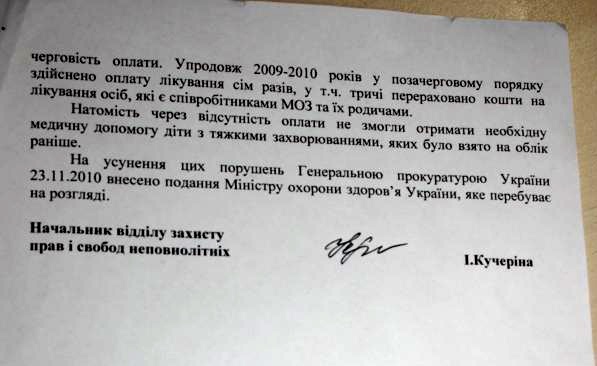 черговість оплати. Упродовж 2009-2010 років у позачерговому порядку
здійснено оплату лікування сім разів, у т.ч. тричі перераховано кошти на
лікування осіб, які є співробітниками МОЗ та їх родичами.
Натомість через відсутність оплати не змогли отримати необхідну
медичну допомогу діти з тяжкими захворюваннями, яких було взято на облік
раніше.
На усунення цих порушень Генеральною прокуратурою України
23.11.2010 внесено подання Міністру охорони здоров'я України, яке перебуває
на розгляді.
Начальник відділу захисту
прав і свобод неповнолітніх
І.Кучеріна